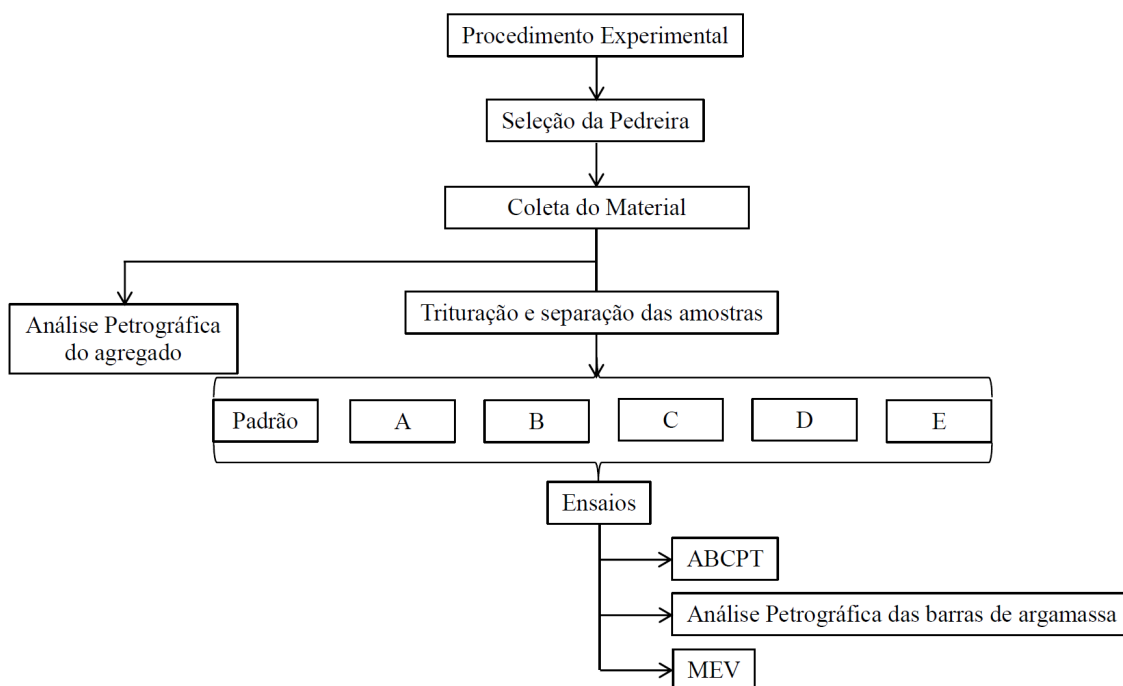 Procedimento Experimental
Seleção da Pedreira
Coleta do Material
Análise Petrográfica
do agregado
Trituração e separação das amostras
Padrão
A
B
C
D
E
Ensaios
ABCPT
Análise Petrográfica das barras de argamassa
MEV